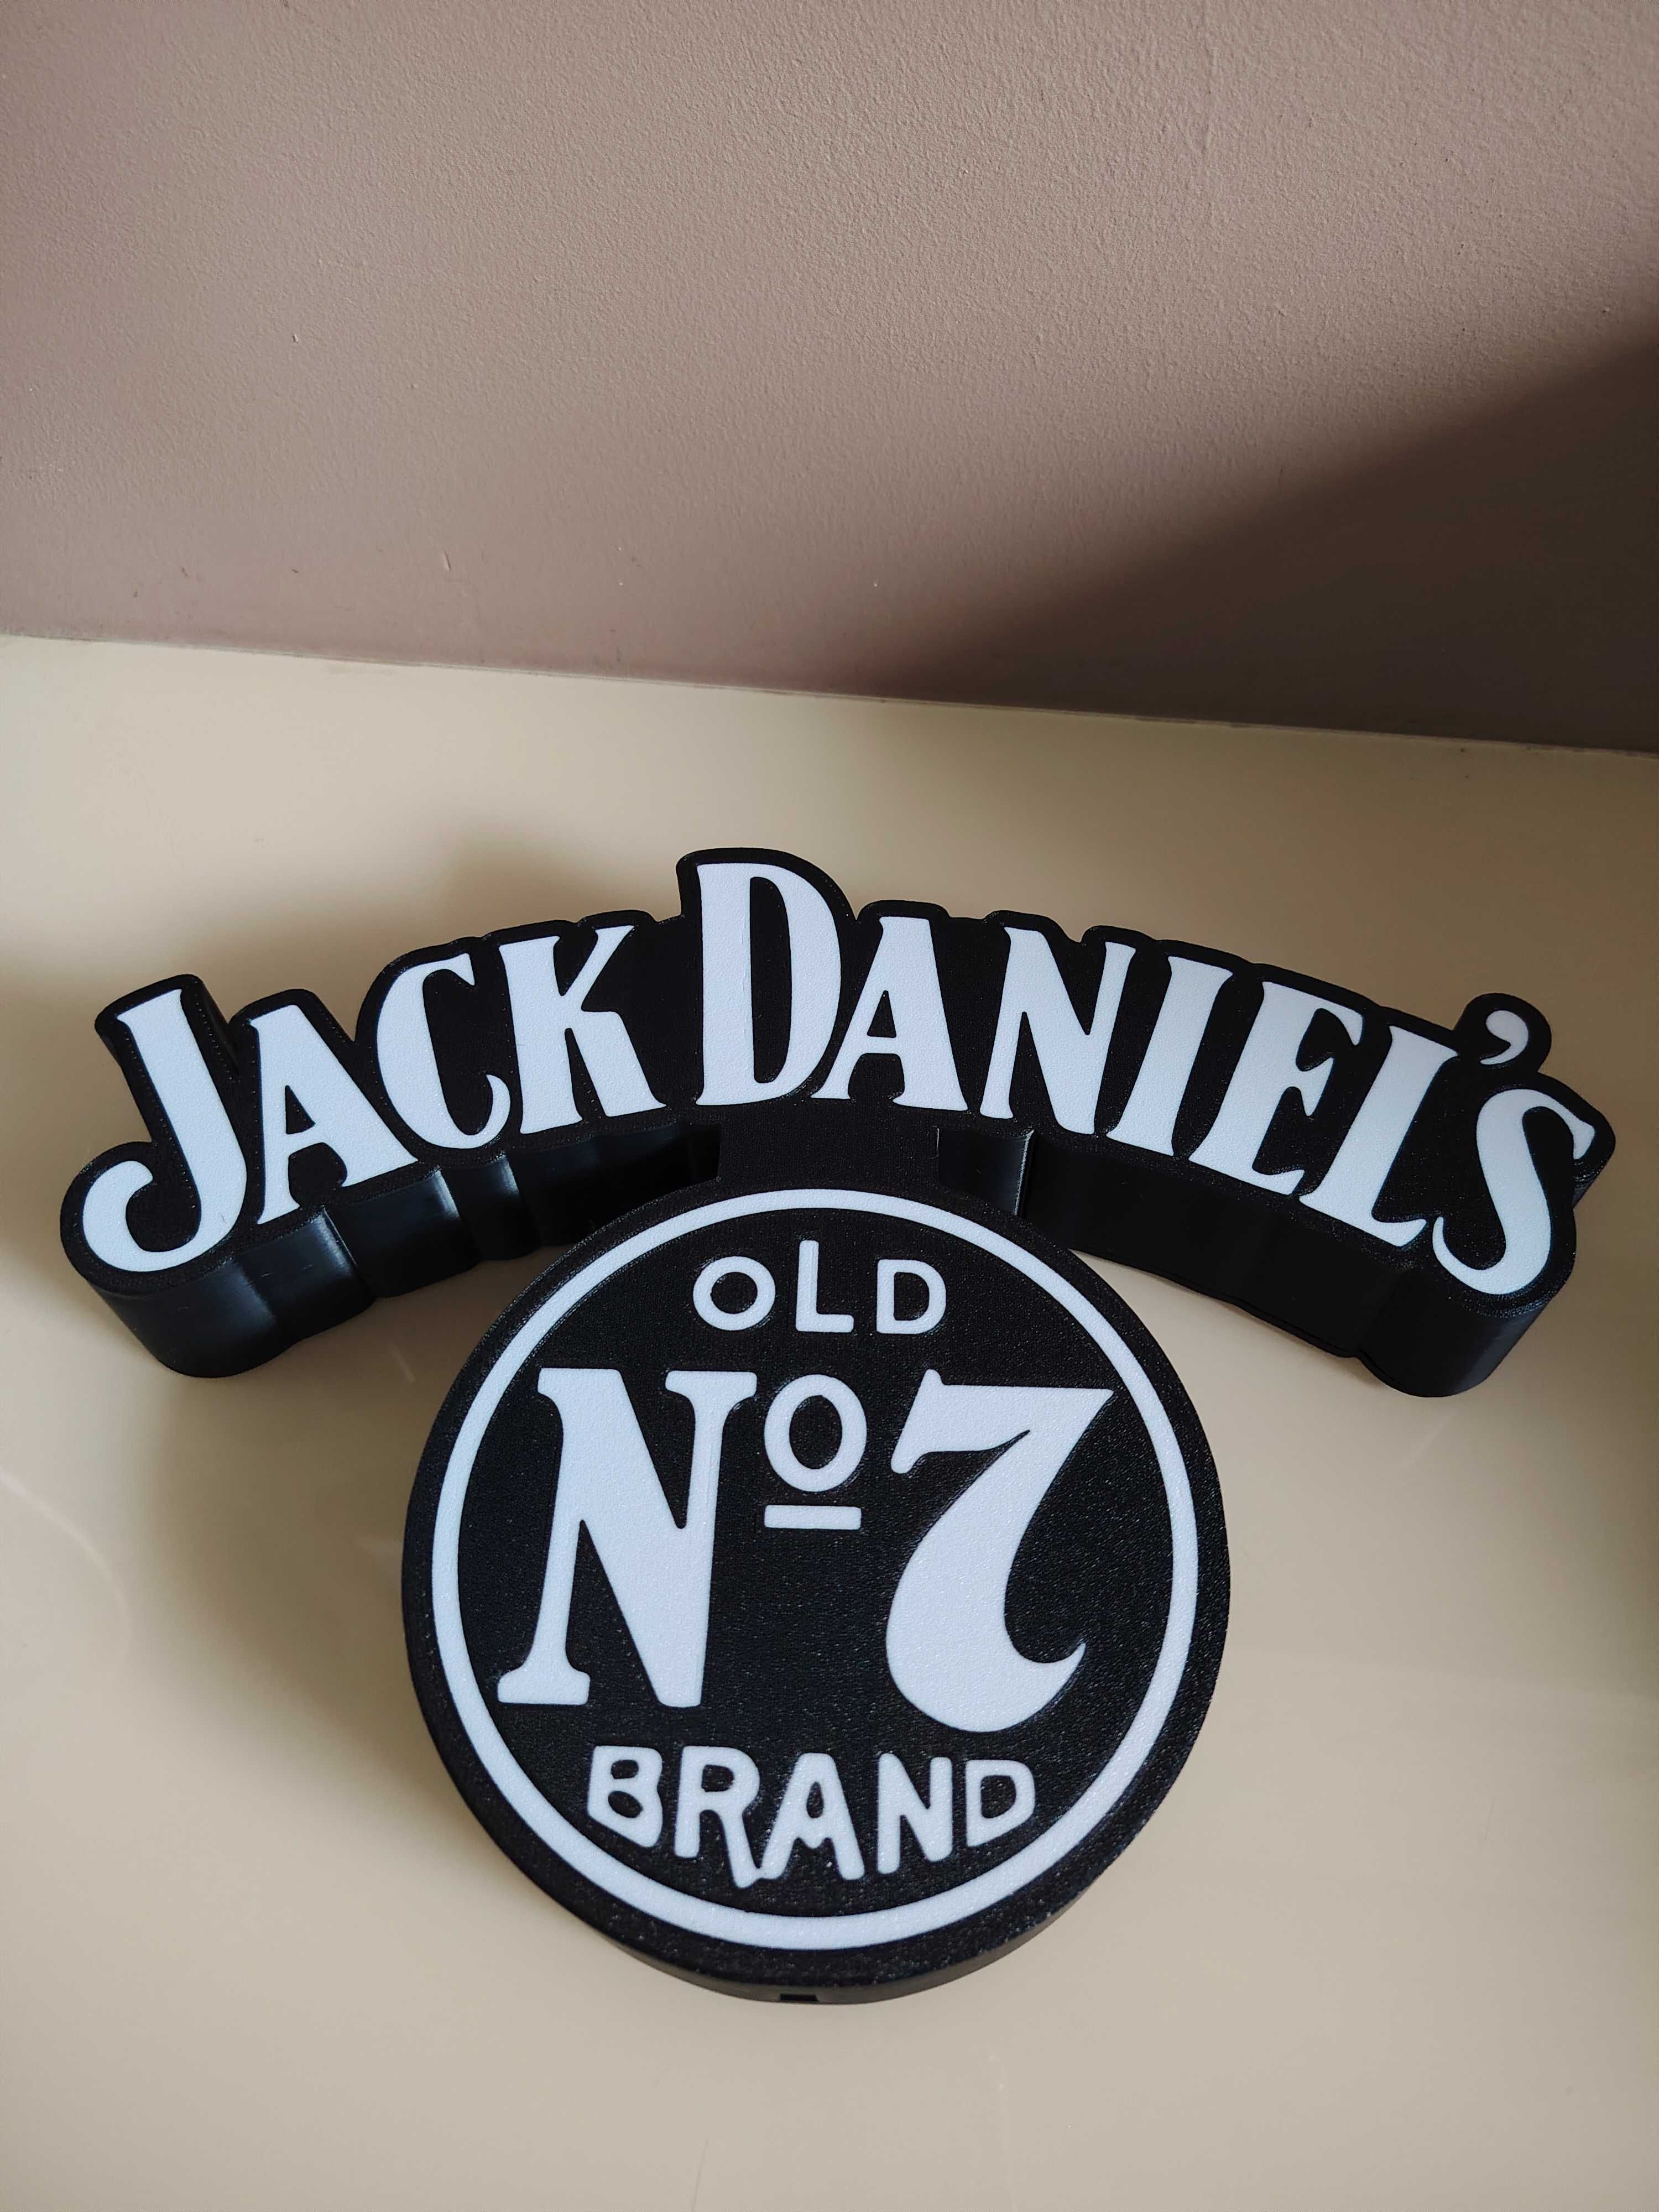 JACK DANIEL'S
OLD
Nº7
BRAND